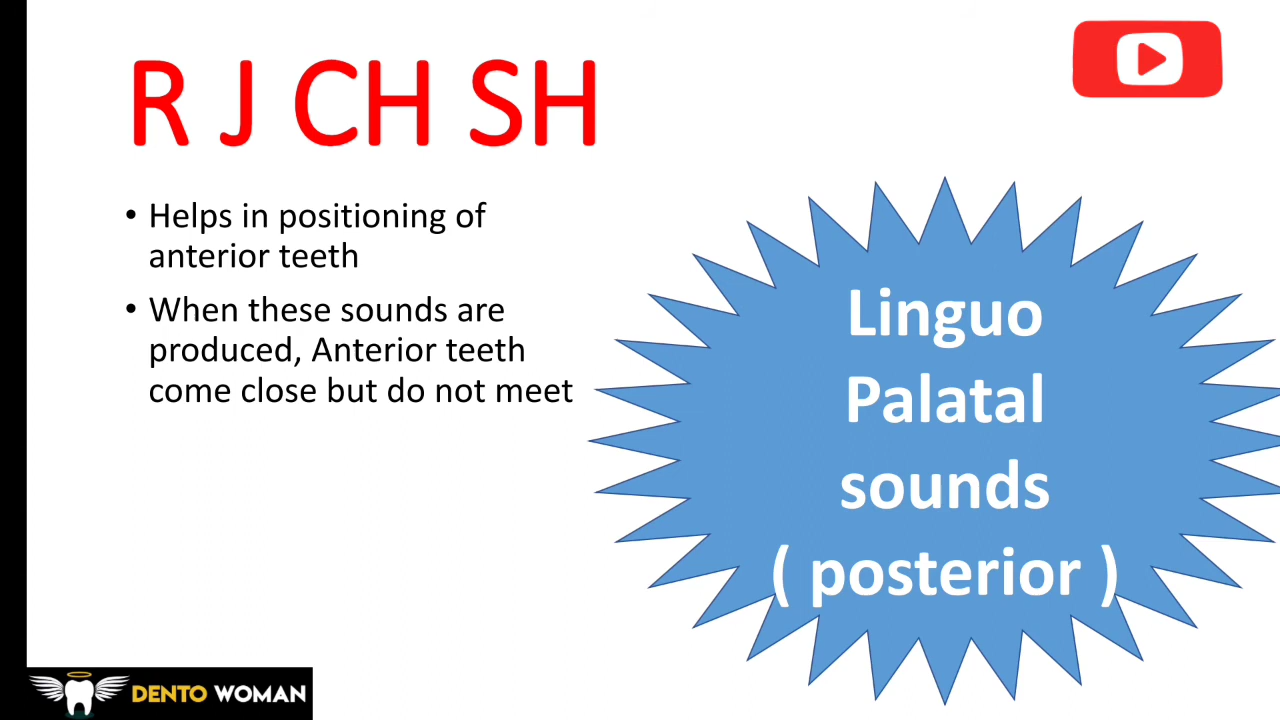 R J CH SH
• Helps in positioning of
anterior teeth
• When these sounds are
produced, Anterior teeth
come close but do not meet
Linguo
Palatal
sounds
( posterior )
DENTO WOMAN